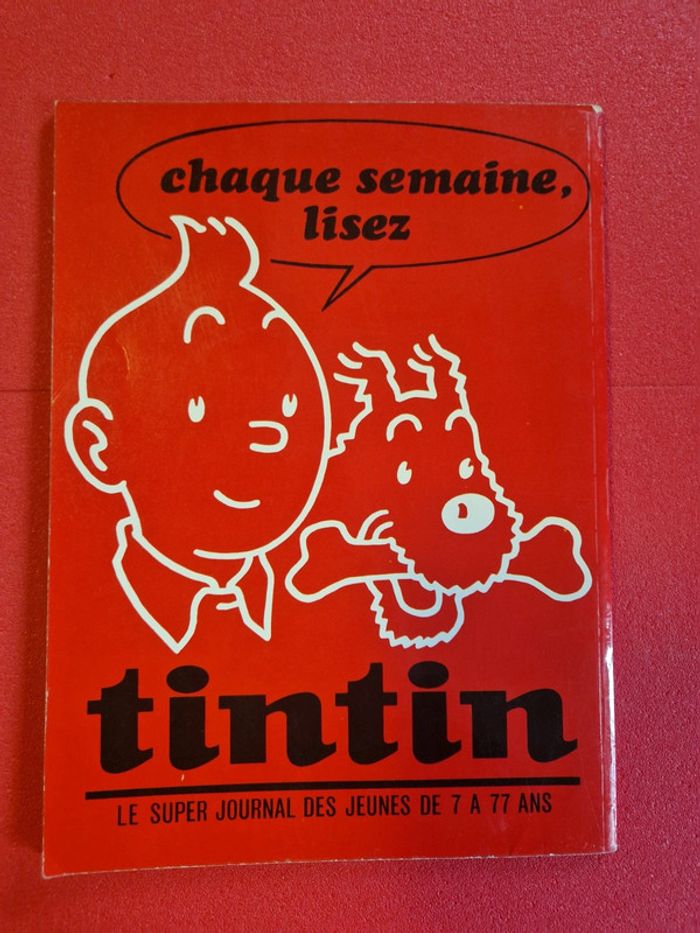 chaque semaine,
lisez
tintin
LE SUPER JOURNAL DES JEUNES DE 7 A 77 ANS